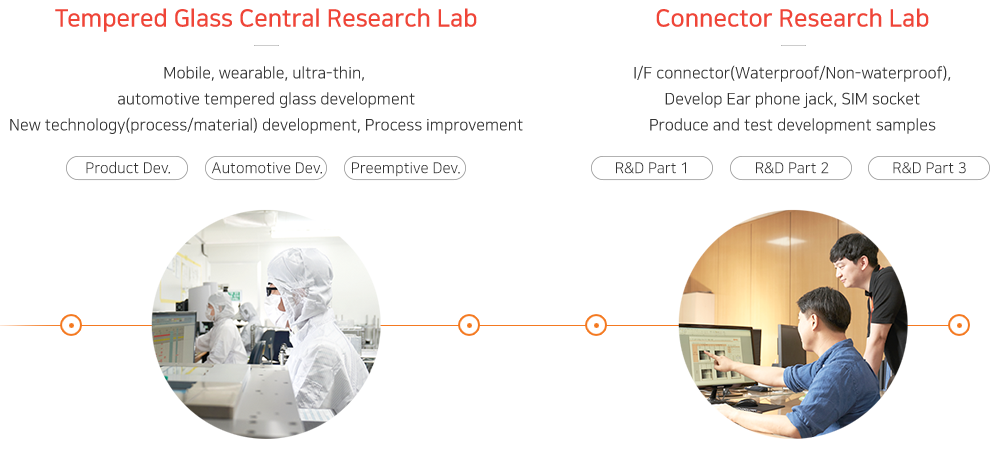 Tempered Glass Central Research Lab
Mobile, wearable, ultra-thin,
automotive tempered glass development
New technology(process/material) development, Process improvement
Product Dev.
Automotive Dev.
Preemptive Dev.
Connector Research Lab
I/F connector(Waterproof/Non-waterproof),
Develop Ear phone jack, SIM socket
Produce and test development samples
R&D Part 1
R&D Part 2
R&D Part 3